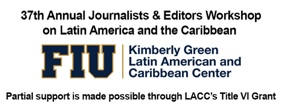 37th Annual Journalists & Editors Workshop
on Latin America and the Caribbean
FIU
Kimberly Green
Latin American and
Caribbean Center
Partial support is made possible through LACC's Title VI Grant